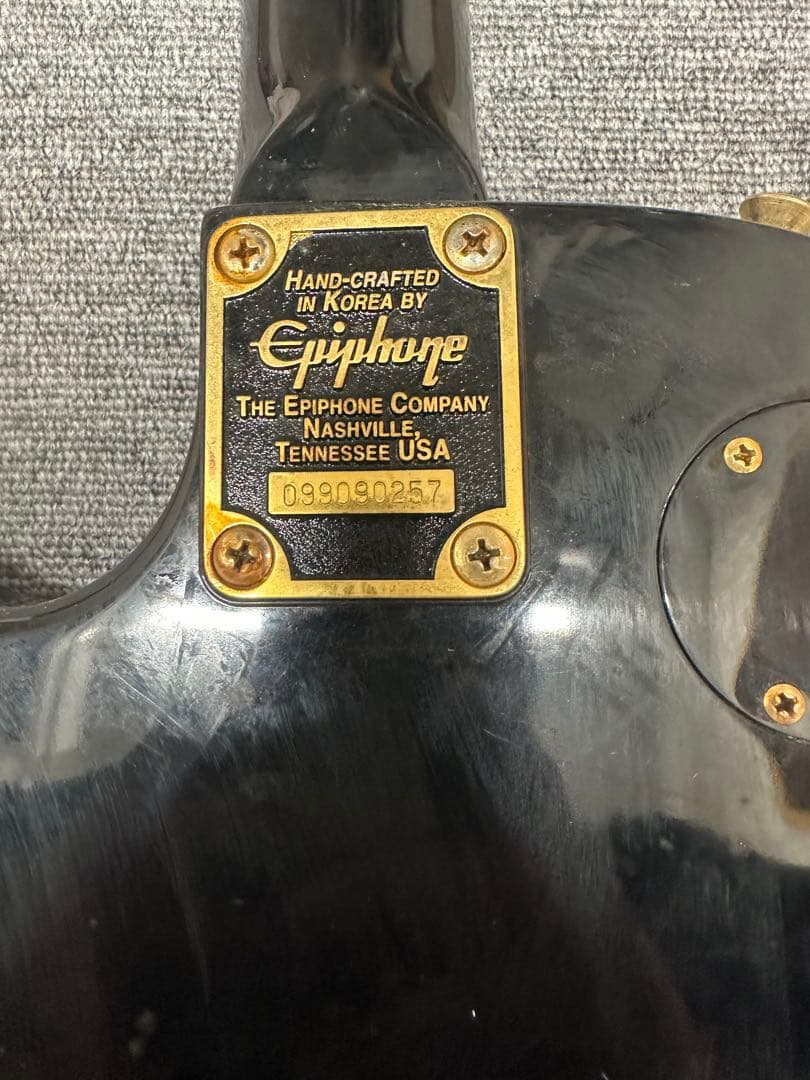 HAND-CRAFTED
IN KOREA BY
Epiphone
THE EPIPHONE COMPANY
NASHVILLE,
TENNESSEE USA
099090257